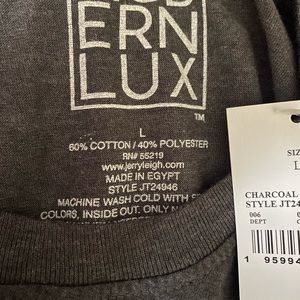 ERN
LUX
TM
L
60% COTTON / 40% POLYESTER
RN# 55219
www.jerryleigh.com
MADE IN EGYPT
STYLE JT24946
MACHINE WASH COLD WITH
COLORS, INSIDE OUT. ONLY
CHARCOAL
STYLE JT24
006
DEPT
1 95994